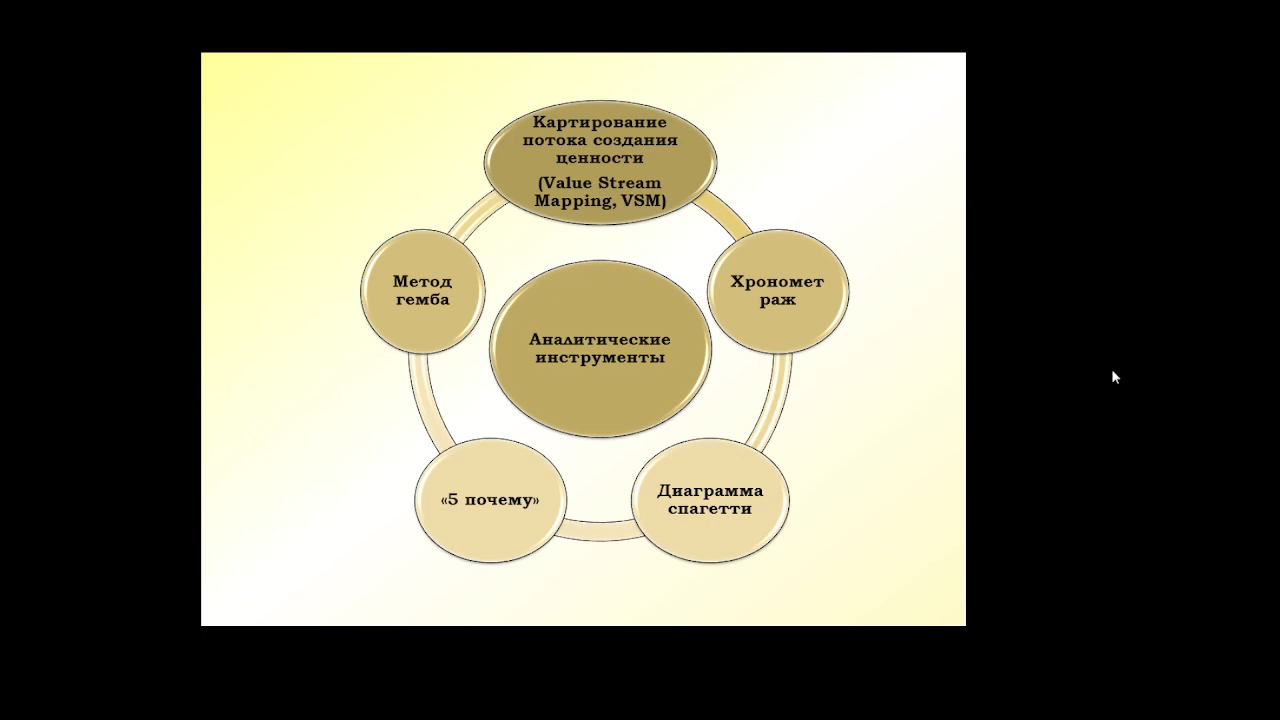 Картирование
потока создания
ценности
(Value Stream
Mapping, VSM)
Метод
гемба
Хрономет
раж
Аналитические
инструменты
«5 почему»
Диаграмма
спагетти